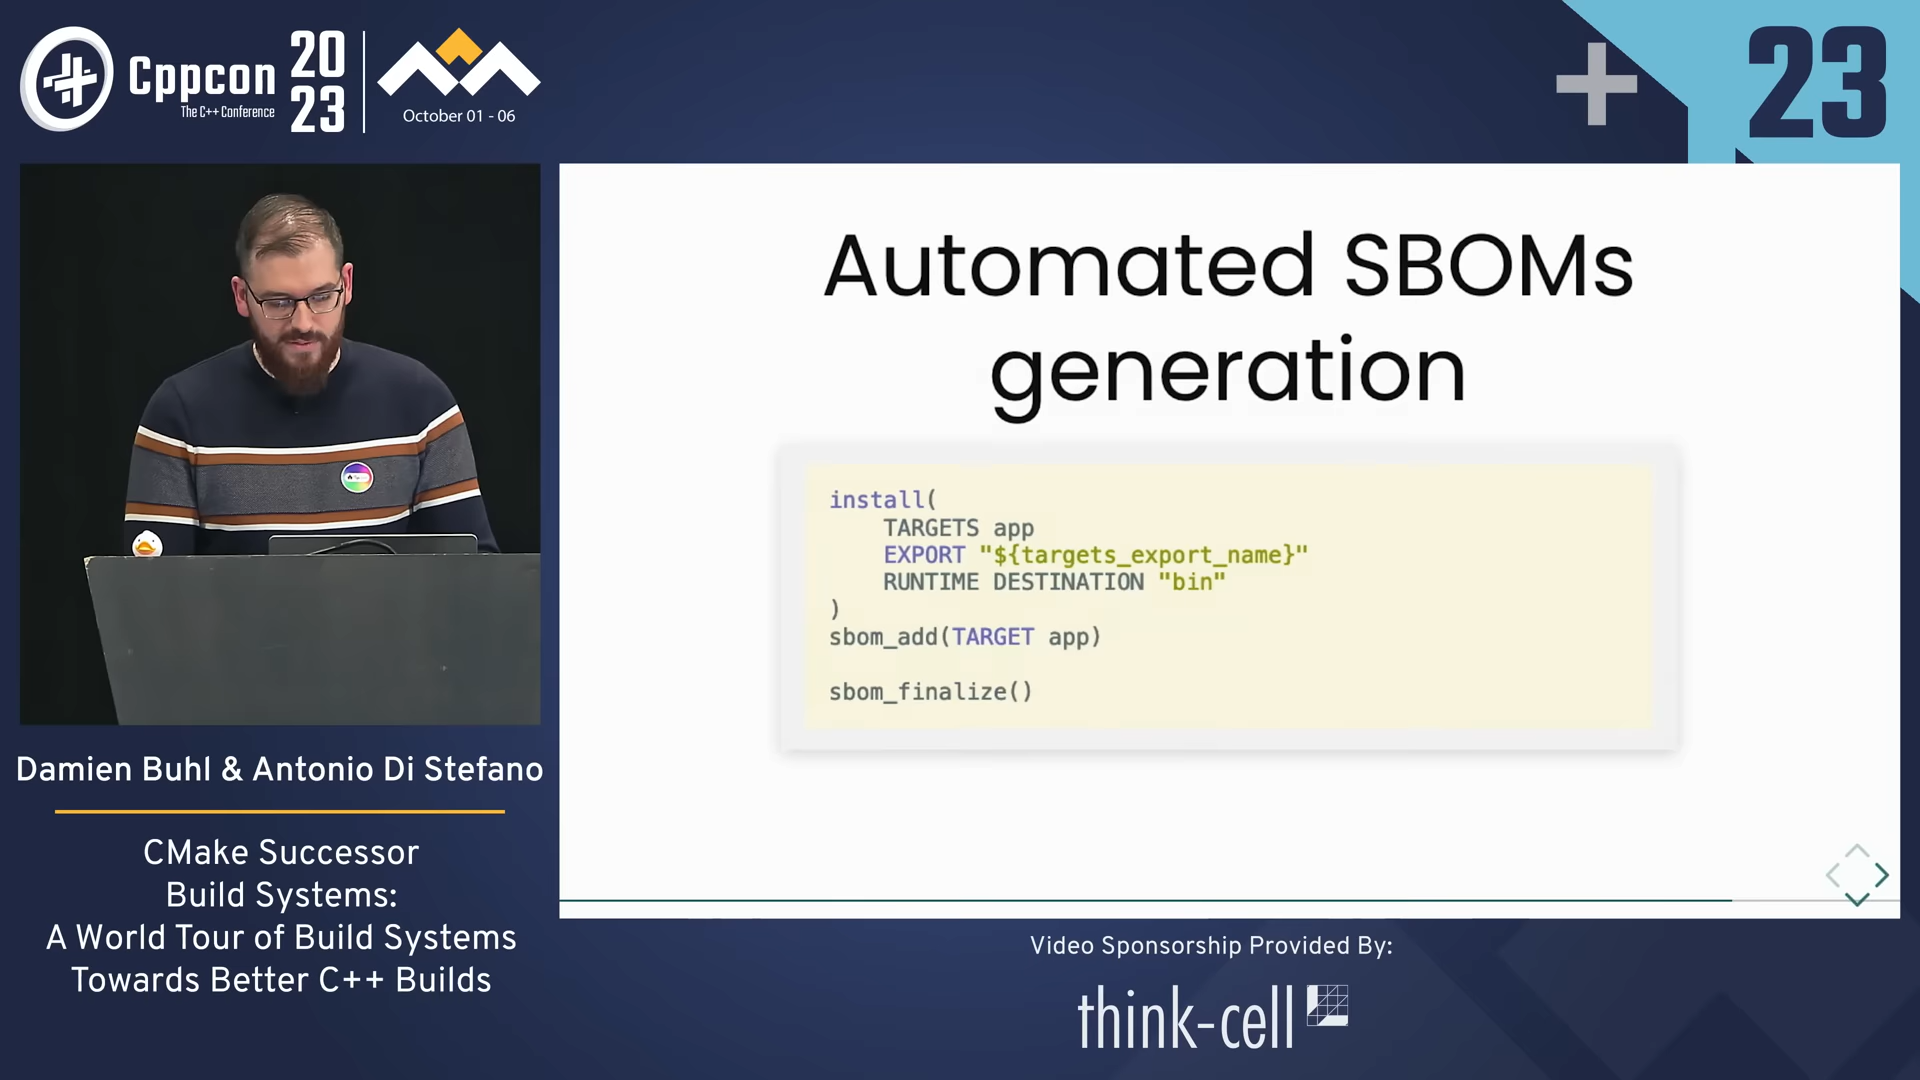 Cppcon
The C++ Conference
20
23
October 01 - 06
23
Automated SBOMs
generation
install(
    TARGETS app
    EXPORT "${targets_export_name}"
    RUNTIME DESTINATION "bin"
)
sbom_add(TARGET app)
sbom_finalize()
Damien Buhl & Antonio Di Stefano
CMake Successor
Build Systems:
A World Tour of Build Systems
Towards Better C++ Builds
Video Sponsorship Provided By:
think-cell